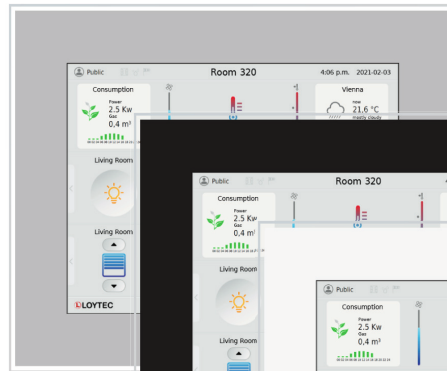 Public
Room 320
4:06 p.m. 2021-02-03
Consumption
Power
2.5 Kw
Gas
0,4 m³
Vienna
now
21.6 °C
mostly cloudy
Living Room
Living Room
LOYTEC
Public
Room 320
Consumption
Power
2.5 Kw
Gas
0,4 m³
Living Room
Living Room
Public
Consumption
Power
2.5 Kw
Gas
0,4 m³